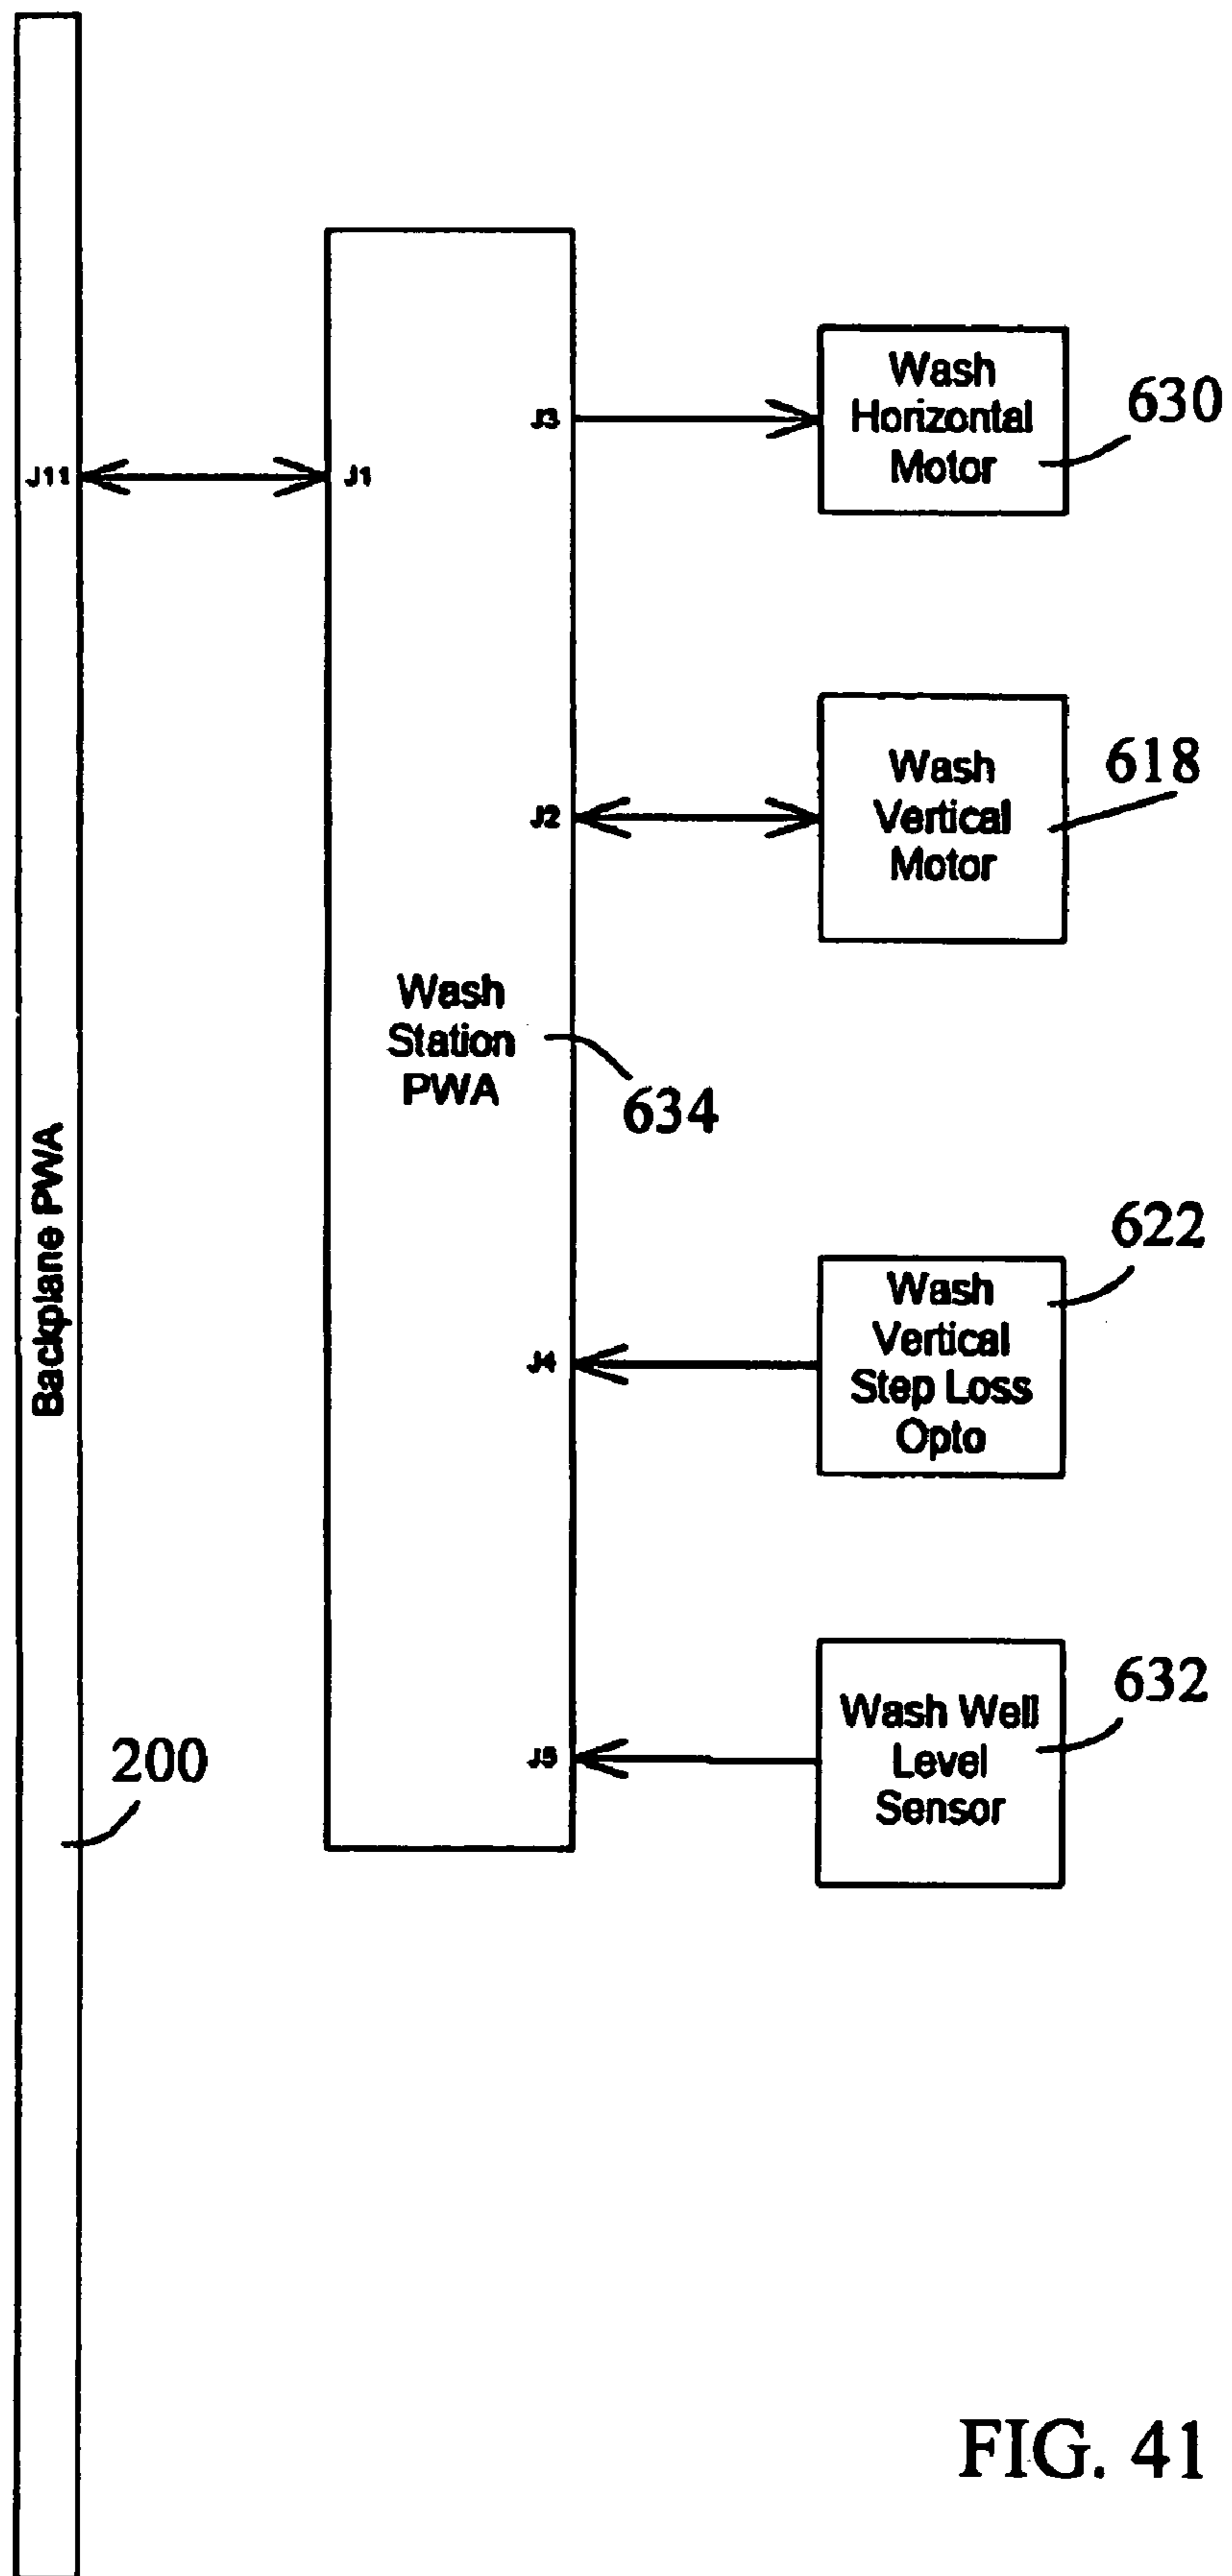 Backplane PWA
200
J11
J1
Wash
Station
PWA
634
J3
Wash
Horizontal
Motor
630
J2
Wash
Vertical
Motor
618
J4
Wash
Vertical
Step Loss
Opto
622
J5
Wash Well
Level
Sensor
632
FIG. 41